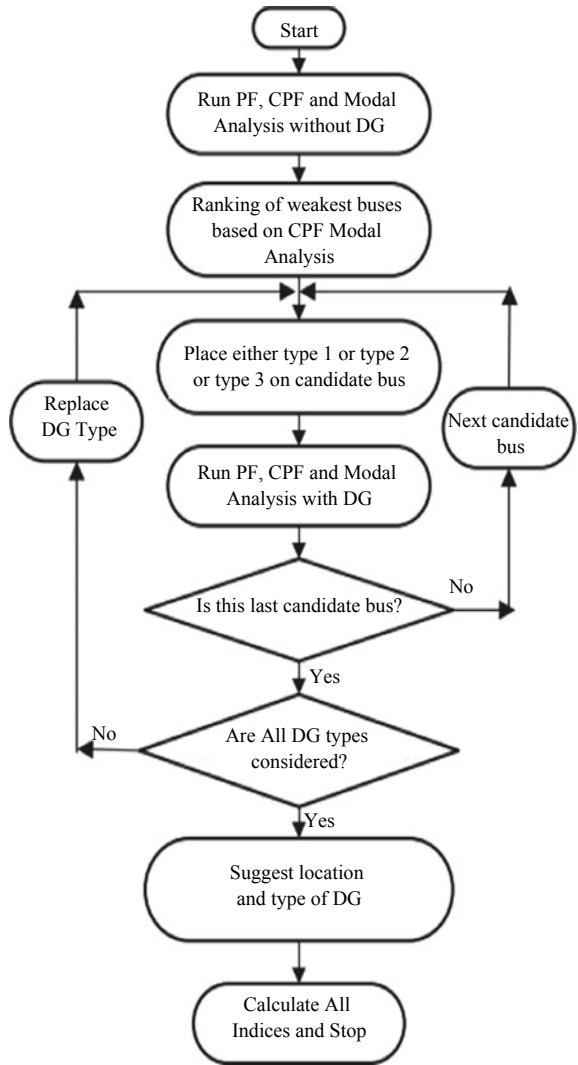 Start
Run PF, CPF and Modal
Analysis without DG
Ranking of weakest buses
based on CPF Modal
Analysis
Place either type 1 or type 2
or type 3 on candidate bus
Replace
DG Type
Next candidate
bus
Run PF, CPF and Modal
Analysis with DG
Is this last candidate bus?
No
Yes
Are All DG types
considered?
No
Yes
Suggest location
and type of DG
Calculate All
Indices and Stop